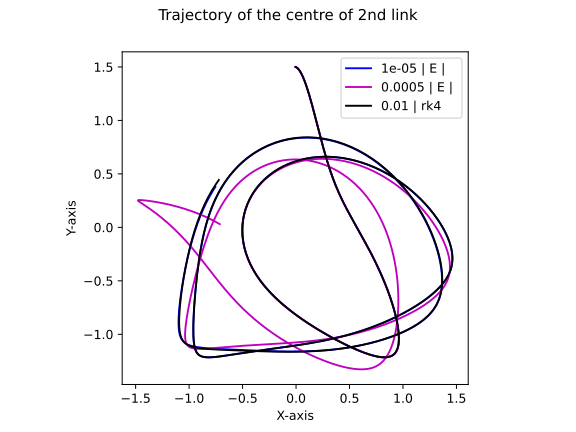 Trajectory of the centre of 2nd link
1e-05 | E |
0.0005 | E |
0.01 | rk4
1.5
1.0
0.5
0.0
−0.5
−1.0
Y-axis
−1.5 −1.0 −0.5 0.0 0.5 1.0 1.5
X-axis